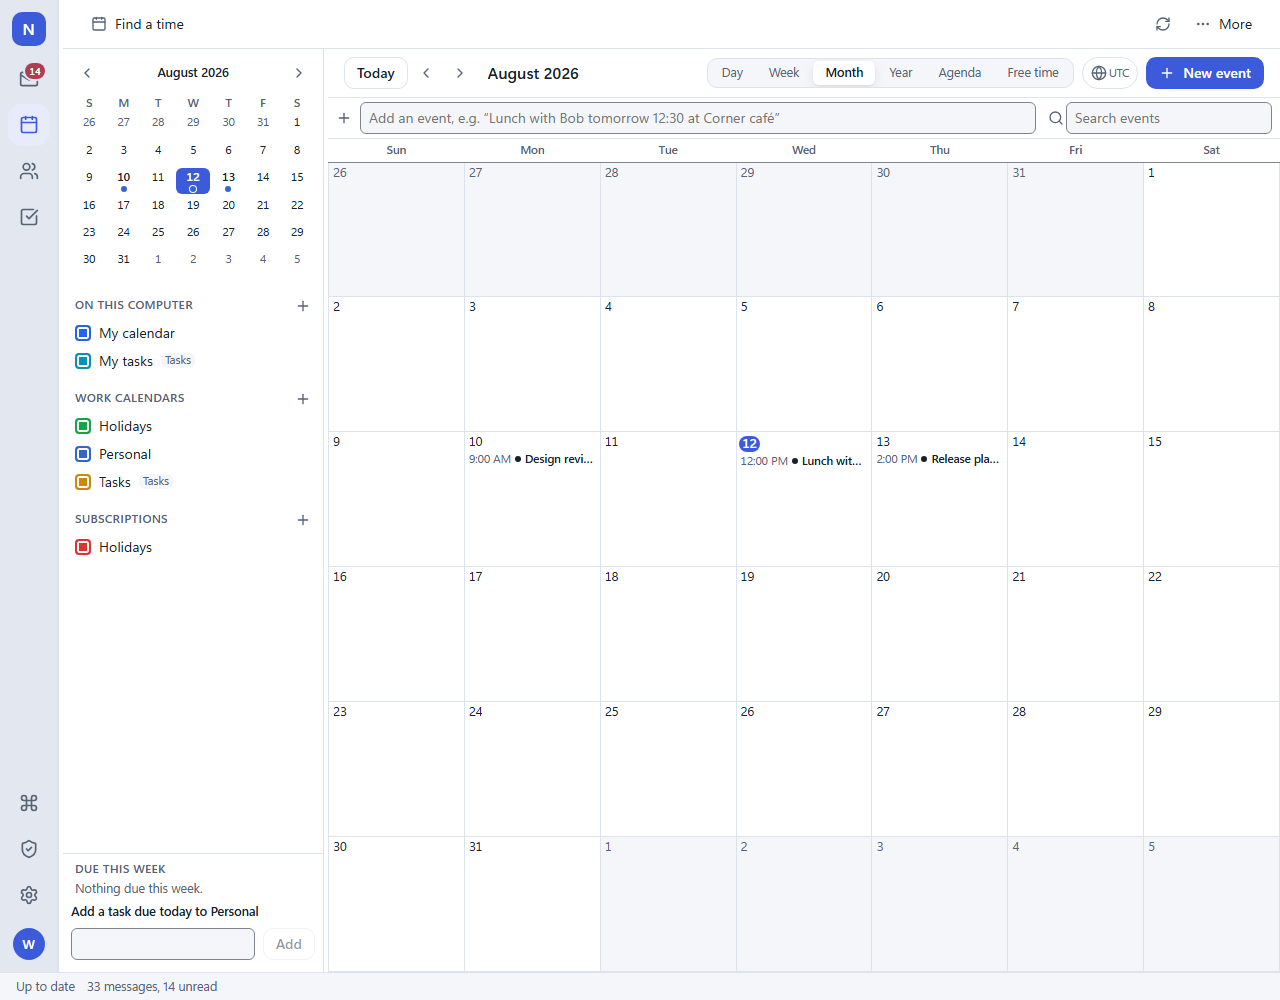 N
Find a time
More
14
August 2026
S M T W T F S
26 27 28 29 30 31 1
2 3 4 5 6 7 8
9 10 11 12 13 14 15
16 17 18 19 20 21 22
23 24 25 26 27 28 29
30 31 1 2 3 4 5
ON THIS COMPUTER
My calendar
My tasks Tasks
WORK CALENDARS
Holidays
Personal
Tasks Tasks
SUBSCRIPTIONS
Holidays
DUE THIS WEEK
Nothing due this week.
Add a task due today to Personal
Add
W
Today
August 2026
Day Week Month Year Agenda Free time
UTC
New event
Add an event, e.g. “Lunch with Bob tomorrow 12:30 at Corner café”
Search events
Sun Mon Tue Wed Thu Fri Sat
26 27 28 29 30 31 1
2 3 4 5 6 7 8
9 10 11 12 13 14 15
9:00 AM Design revi...
12:00 PM Lunch wit...
2:00 PM Release pla...
16 17 18 19 20 21 22
23 24 25 26 27 28 29
30 31 1 2 3 4 5
Up to date 33 messages, 14 unread